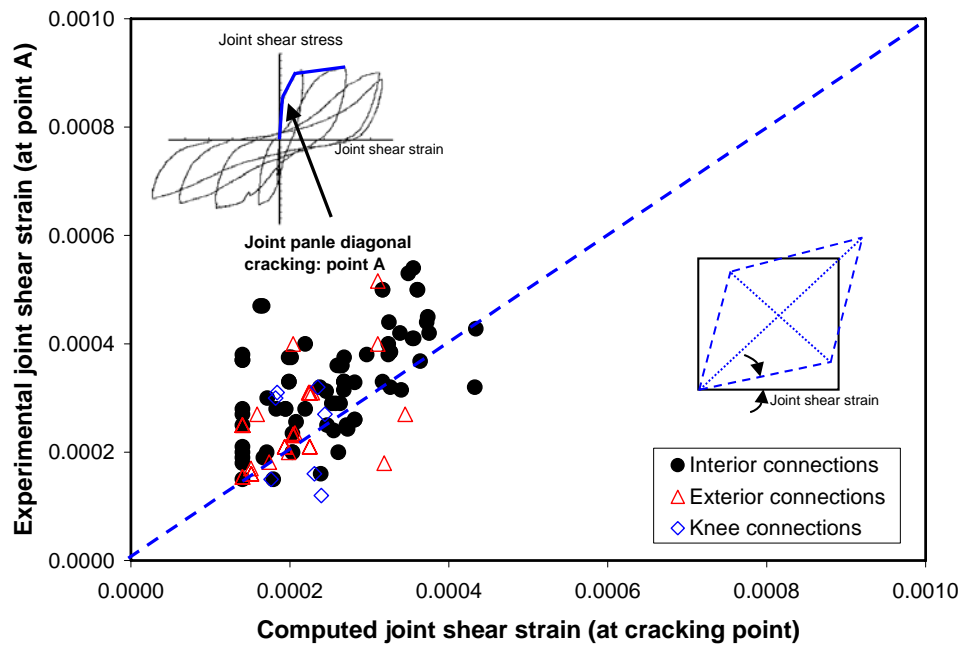 Experimental joint shear strain (at point A)
0.0010
0.0008
0.0006
0.0004
0.0002
0.0000
Joint shear stress
Joint shear strain
Joint panle diagonal
cracking: point A
Joint shear strain
Interior connections
Exterior connections
Knee connections
0.0000 0.0002 0.0004 0.0006 0.0008 0.0010
Computed joint shear strain (at cracking point)